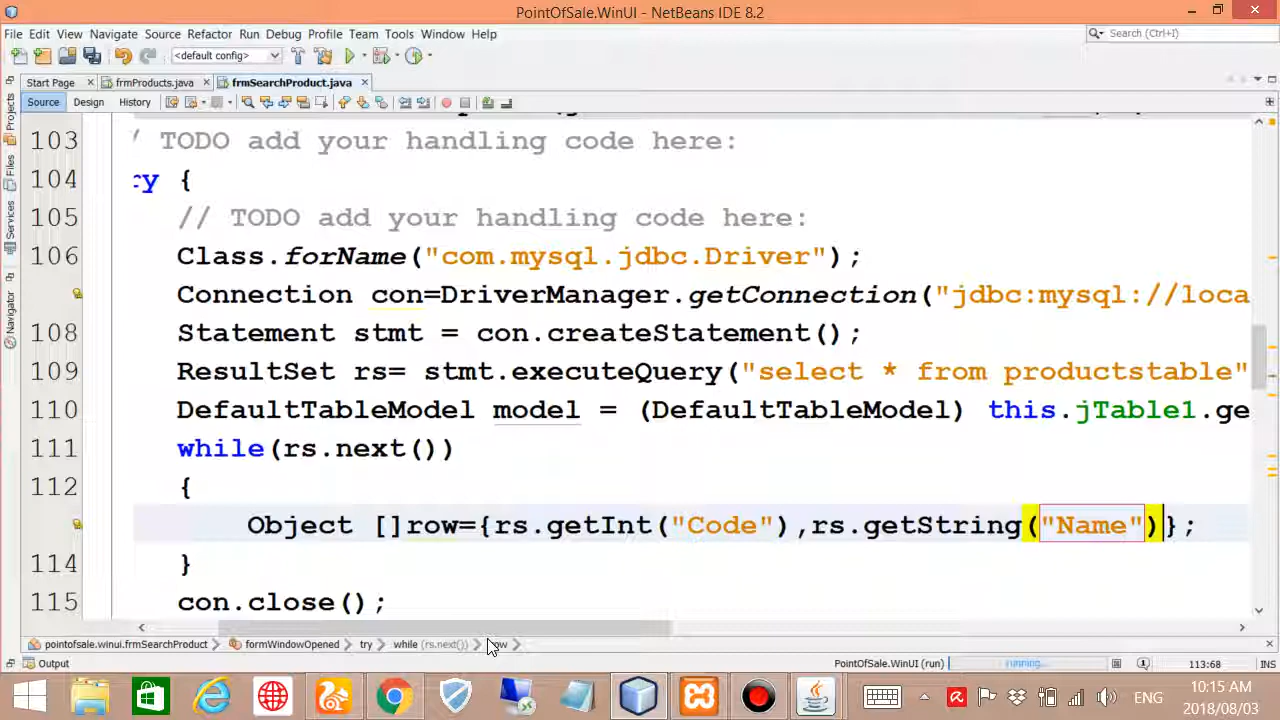 PointOfSale.WinUI - NetBeans IDE 8.2
File Edit View Navigate Source Refactor Run Debug Profile Team Tools Window Help
Search (Ctrl+I)
<default config>
Start Page frmProducts.java frmSearchProduct.java
Source Design History
103 / TODO add your handling code here:
104 ry {
105 // TODO add your handling code here:
106 Class.forName("com.mysql.jdbc.Driver");
Connection con=DriverManager.getConnection("jdbc:mysql://loca
108 Statement stmt = con.createStatement();
109 ResultSet rs= stmt.executeQuery("select * from productstable"
110 DefaultTableModel model = (DefaultTableModel) this.jTable1.ge
111 while(rs.next())
112 {
Object []row={rs.getInt("Code"),rs.getString("Name")};
114 }
115 con.close();
Projects
Files
Services
Navigator
pointofsale.winui.frmSearchProduct formWindowOpened try while (rs.next()) row
Output
PointOfSale.WinUI (run) running... 113:68 INS
ENG
10:15 AM
2018/08/03